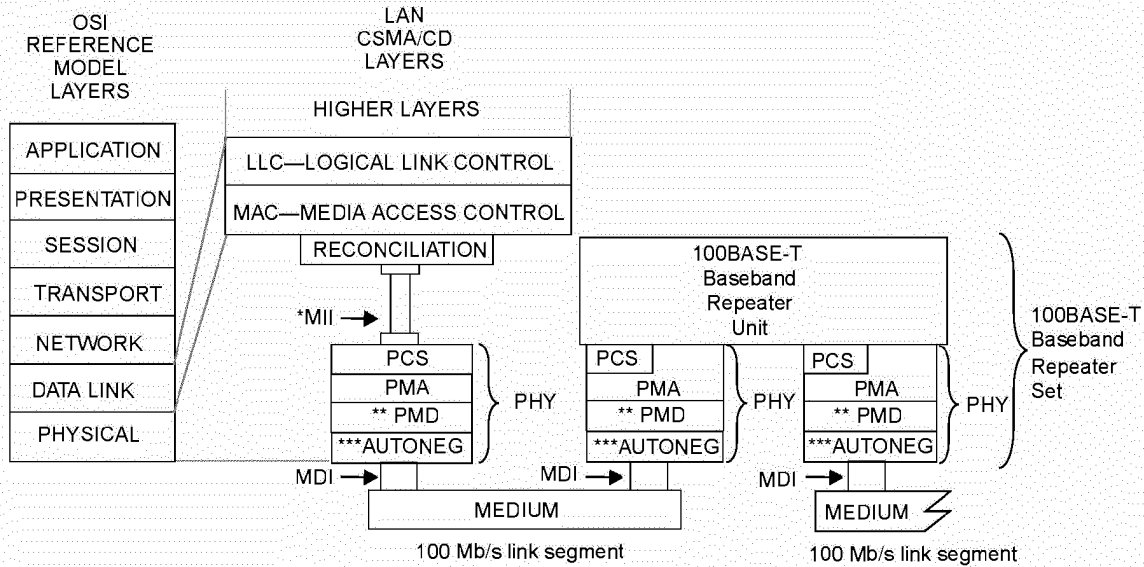 OSI
REFERENCE
MODEL
LAYERS
LAN
CSMA/CD
LAYERS
HIGHER LAYERS
APPLICATION
PRESENTATION
SESSION
TRANSPORT
NETWORK
DATA LINK
PHYSICAL
LLC—LOGICAL LINK CONTROL
MAC—MEDIA ACCESS CONTROL
RECONCILIATION
*MII
PCS
PMA
** PMD
***AUTONEG
PHY
MDI
100BASE-T
Baseband
Repeater
Unit
PCS
PMA
** PMD
***AUTONEG
PHY
MDI
PCS
PMA
** PMD
***AUTONEG
PHY
MDI
100BASE-T
Baseband
Repeater
Set
MEDIUM
100 Mb/s link segment
MEDIUM
100 Mb/s link segment